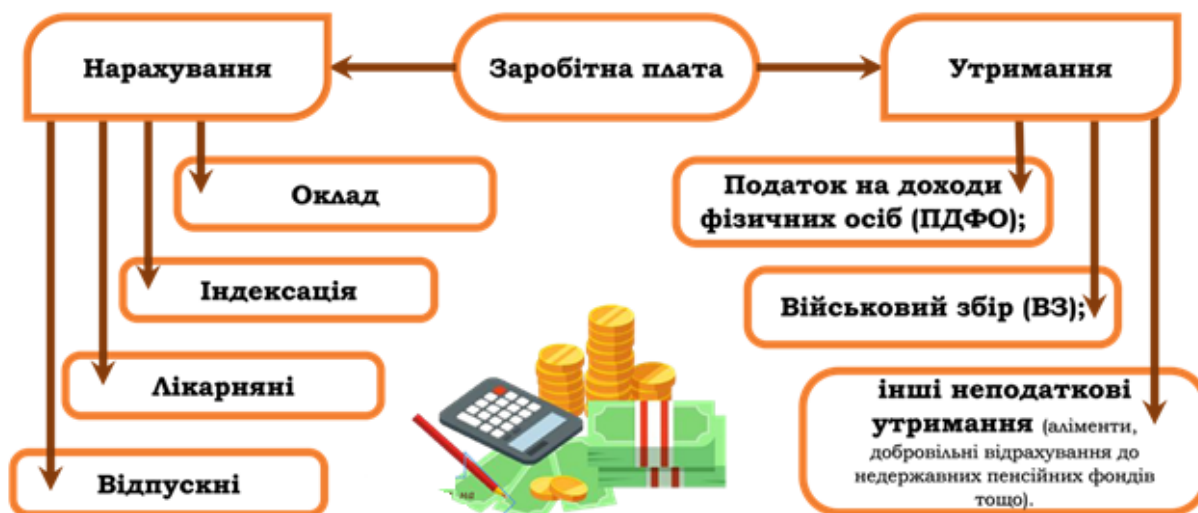 Нарахування
Заробітна плата
Утримання
Оклад
Індексація
Лікарняні
Відпускні
Податок на доходи
фізичних осіб (ПДФО);
Військовий збір (ВЗ);
інші неподаткові
утримання (аліменти,
добровільні відрахування до
недержавних пенсійних фондів
тощо).